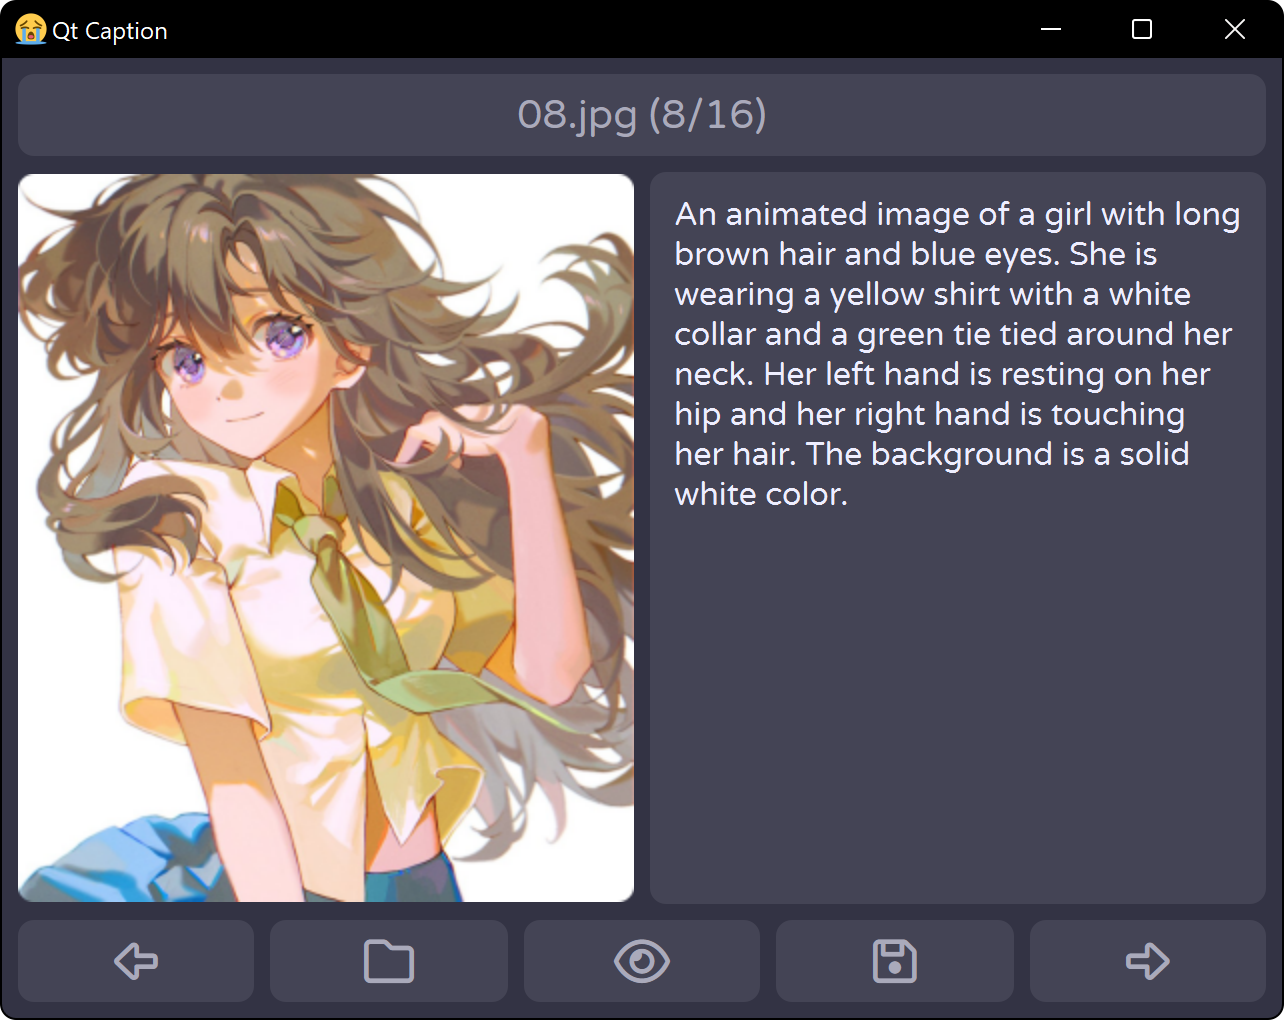 Qt Caption
08.jpg (8/16)
An animated image of a girl with long
brown hair and blue eyes. She is
wearing a yellow shirt with a white
collar and a green tie tied around her
neck. Her left hand is resting on her
hip and her right hand is touching
her hair. The background is a solid
white color.